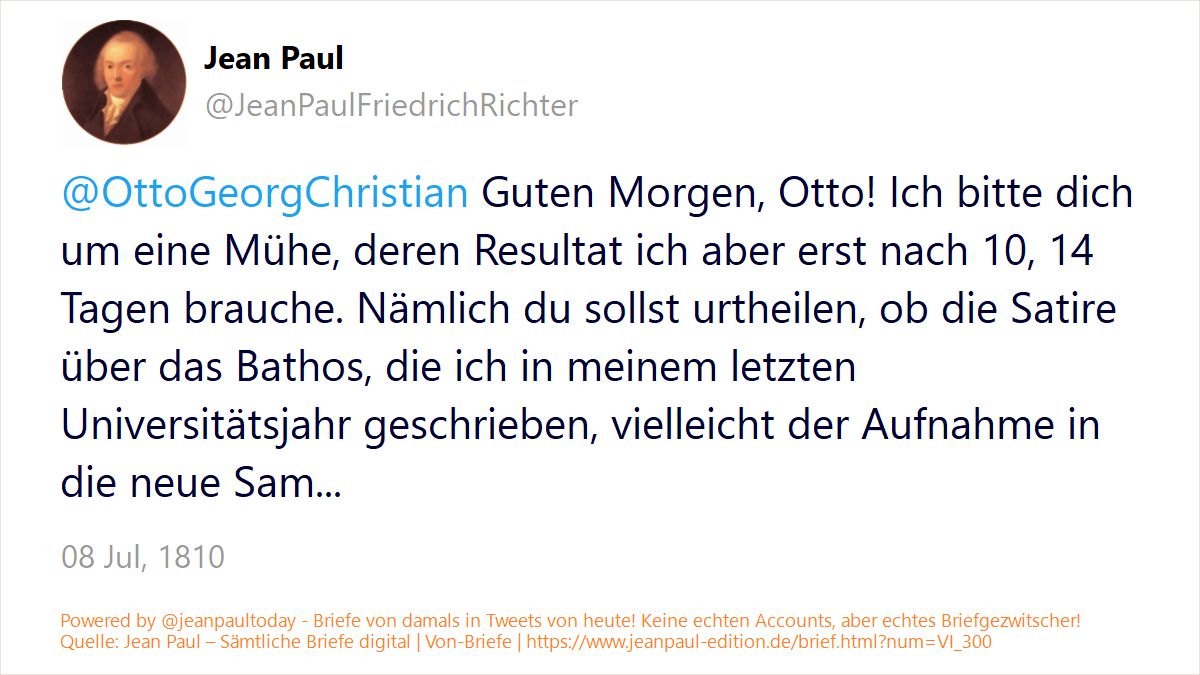 Jean Paul
@JeanPaulFriedrichRichter
@OttoGeorgChristian Guten Morgen, Otto! Ich bitte dich
um eine Mühe, deren Resultat ich aber erst nach 10, 14
Tagen brauche. Nämlich du sollst urtheilen, ob die Satire
über das Bathos, die ich in meinem letzten
Universitätsjahr geschrieben, vielleicht der Aufnahme in
die neue Sam...
08 Jul, 1810
Powered by @jeanpaultoday - Briefe von damals in Tweets von heute! Keine echten Accounts, aber echtes Briefgezwitscher!
Quelle: Jean Paul – Sämtliche Briefe digital | Von-Briefe | https://www.jeanpaul-edition.de/brief.html?num=VI_300